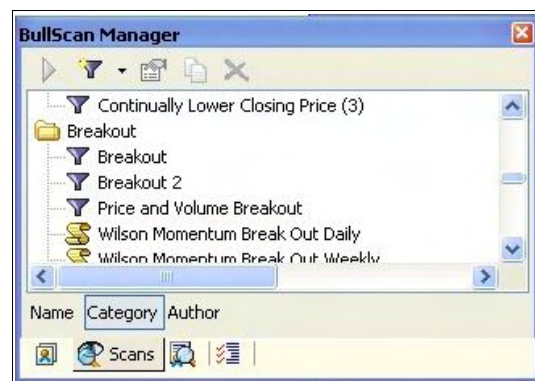 BullScan Manager
Continually Lower Closing Price (3)
Breakout
Breakout
Breakout 2
Price and Volume Breakout
Wilson Momentum Break Out Daily
Wilson Momentum Break Out Weekly
Name Category Author
Scans